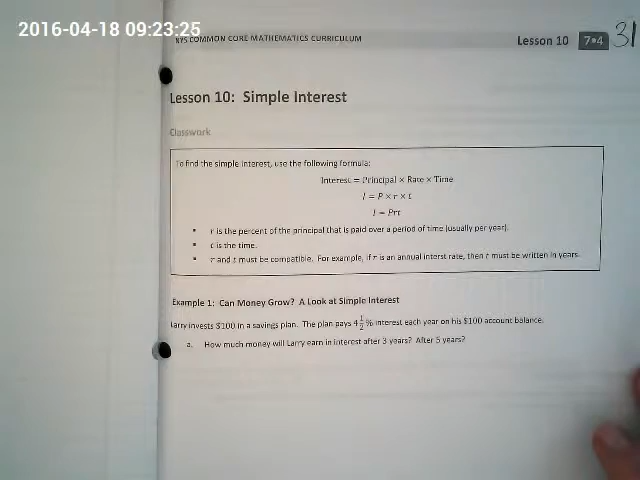 2016-04-18 09:23:25
NYS COMMON CORE MATHEMATICS CURRICULUM
Lesson 10 7•4 31
Lesson 10: Simple Interest
Classwork
To find the simple interest, use the following formula:
Interest = Principal × Rate × Time
I = P × r × t
I = Prt
▪ r is the percent of the principal that is paid over a period of time (usually per year).
▪ t is the time.
▪ r and t must be compatible. For example, if r is an annual interst rate, then t must be written in years.
Example 1: Can Money Grow? A Look at Simple Interest
Larry invests $100 in a savings plan. The plan pays 4 1/2 % interest each year on his $100 account balance.
a. How much money will Larry earn in interest after 3 years? After 5 years?